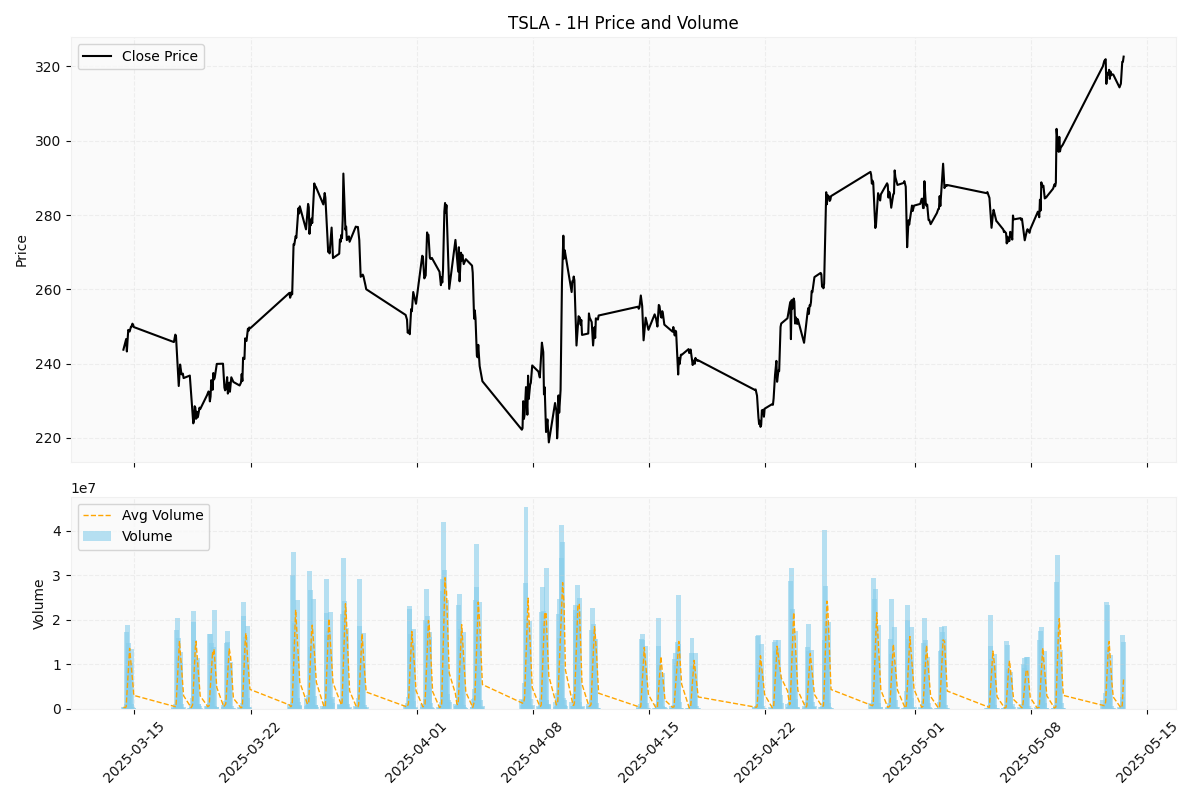 TSLA - 1H Price and Volume
Close Price
Price
320
300
280
260
240
220
1e7
Avg Volume
Volume
Volume
4
3
2
1
0
2025-03-15
2025-03-22
2025-04-01
2025-04-08
2025-04-15
2025-04-22
2025-05-01
2025-05-08
2025-05-15